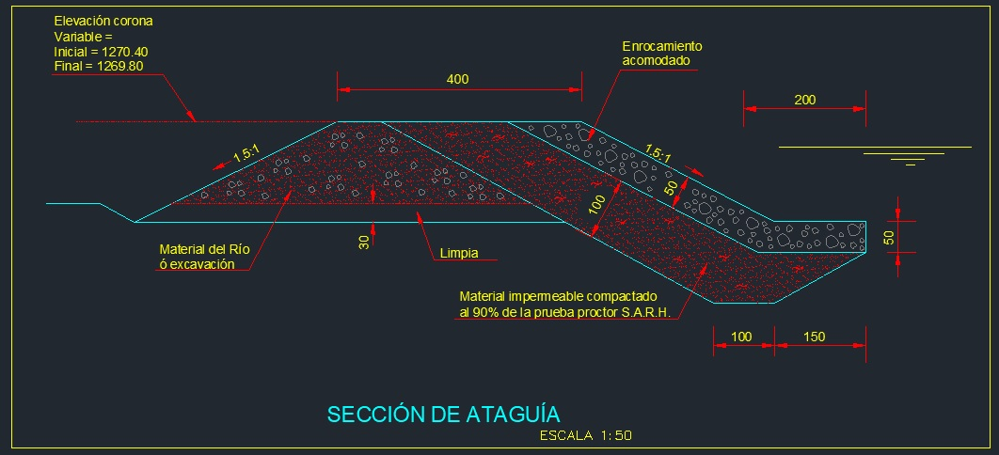 Elevación corona
Variable =
Inicial = 1270.40
Final = 1269.80
Enrocamiento
acomodado
400
200
1.5:1
1.5:1
50
100
50
30
Material del Río
ó excavación
Limpia
Material impermeable compactado
al 90% de la prueba proctor S.A.R.H.
100
150
SECCIÓN DE ATAGUÍA
ESCALA 1:50